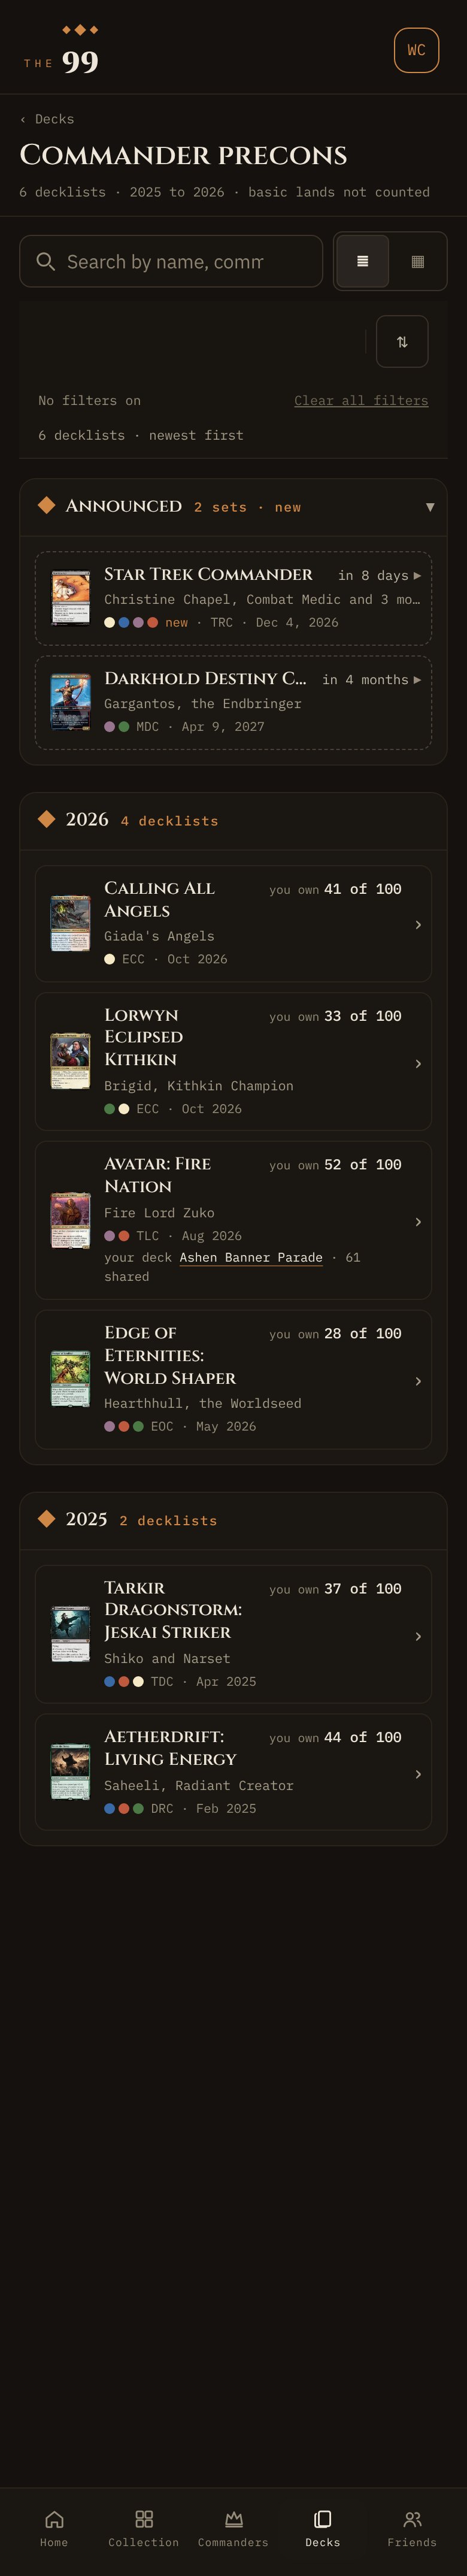 THE 99
WC
‹ Decks
Commander precons
6 decklists · 2025 to 2026 · basic lands not counted
Search by name, comm
No filters on
Clear all filters
6 decklists · newest first
Announced 2 sets · new
Star Trek Commander in 8 days
Christine Chapel, Combat Medic and 3 mo…
new · TRC · Dec 4, 2026
Darkhold Destiny C… in 4 months
Gargantos, the Endbringer
MDC · Apr 9, 2027
2026 4 decklists
Calling All you own 41 of 100
Angels
Giada's Angels
ECC · Oct 2026
Lorwyn you own 33 of 100
Eclipsed
Kithkin
Brigid, Kithkin Champion
ECC · Oct 2026
Avatar: Fire you own 52 of 100
Nation
Fire Lord Zuko
TLC · Aug 2026
your deck Ashen Banner Parade · 61
shared
Edge of you own 28 of 100
Eternities:
World Shaper
Hearthhull, the Worldseed
EOC · May 2026
2025 2 decklists
Tarkir you own 37 of 100
Dragonstorm:
Jeskai Striker
Shiko and Narset
TDC · Apr 2025
Aetherdrift: you own 44 of 100
Living Energy
Saheeli, Radiant Creator
DRC · Feb 2025
Home
Collection
Commanders
Decks
Friends